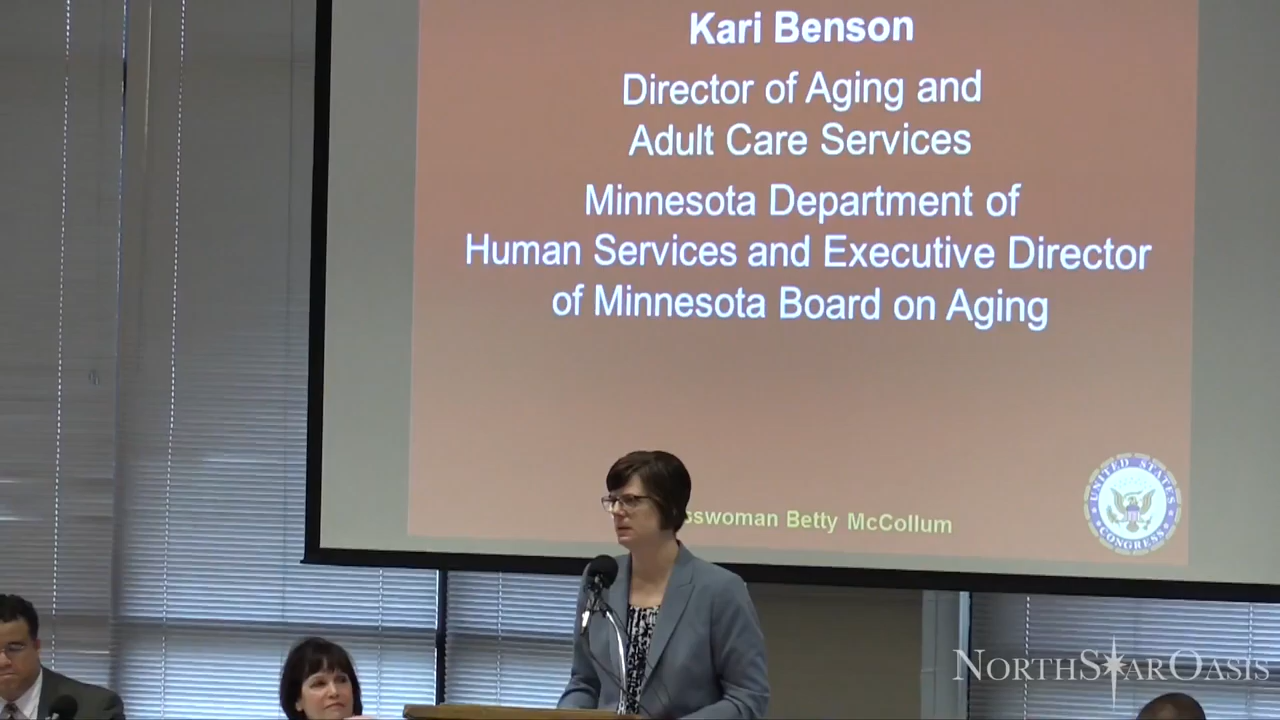 Kari Benson
Director of Aging and
Adult Care Services
Minnesota Department of
Human Services and Executive Director
of Minnesota Board on Aging
swoman Betty McCollum
UNITED STATES
CONGRESS
NORTHSTAROASIS